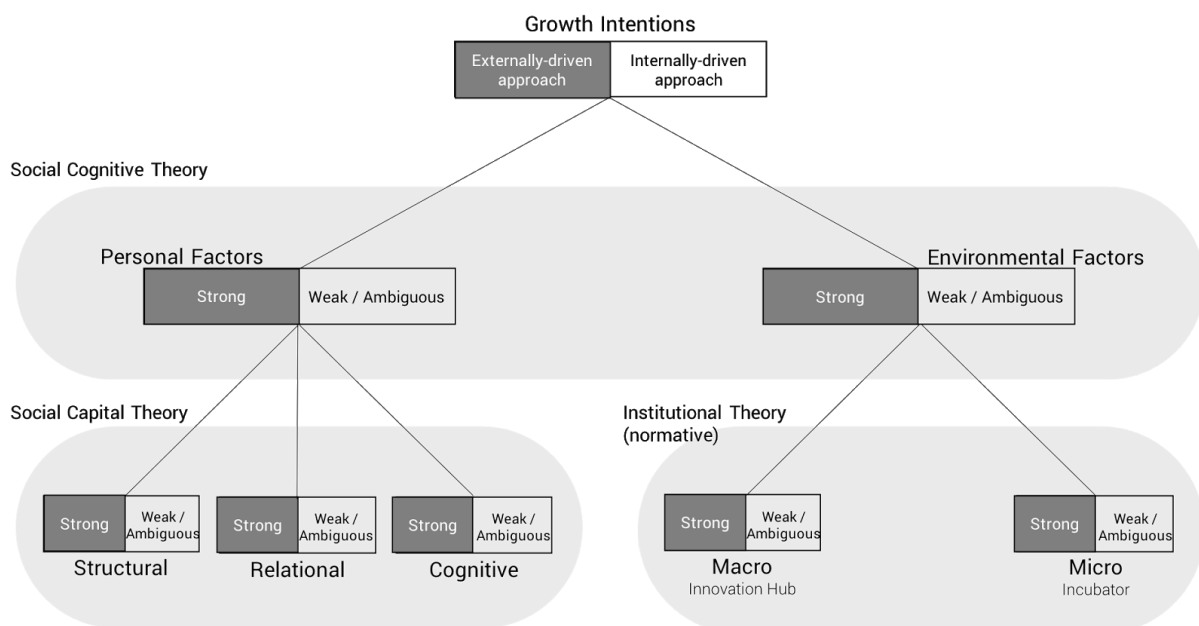 Growth Intentions
Externally-driven
approach
Internally-driven
approach
Social Cognitive Theory
Personal Factors
Strong
Weak / Ambiguous
Environmental Factors
Strong
Weak / Ambiguous
Social Capital Theory
Strong
Weak /
Ambiguous
Structural
Strong
Weak /
Ambiguous
Relational
Strong
Weak /
Ambiguous
Cognitive
Institutional Theory
(normative)
Strong
Weak /
Ambiguous
Macro
Innovation Hub
Strong
Weak /
Ambiguous
Micro
Incubator